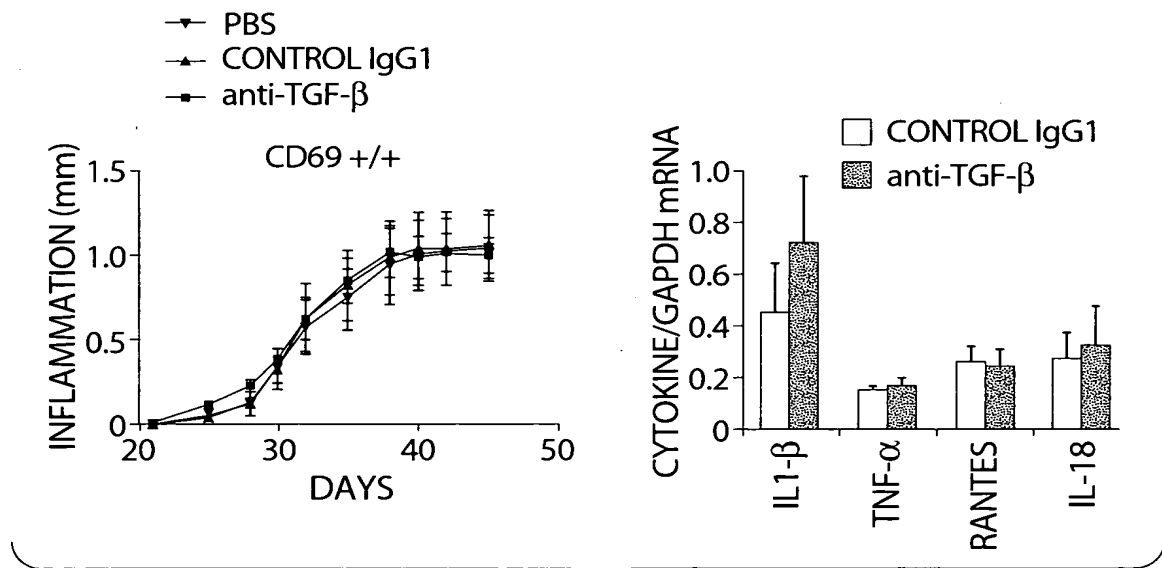 PBS
CONTROL IgG1
anti-TGF-β
CD69 +/+
INFLAMMATION (mm)
1.5
1.0
0.5
0
20
30
40
50
DAYS
CONTROL IgG1
anti-TGF-β
CYTOKINE/GAPDH mRNA
1.0
0.8
0.6
0.4
0.2
0
IL1-β
TNF-α
RANTES
IL-18